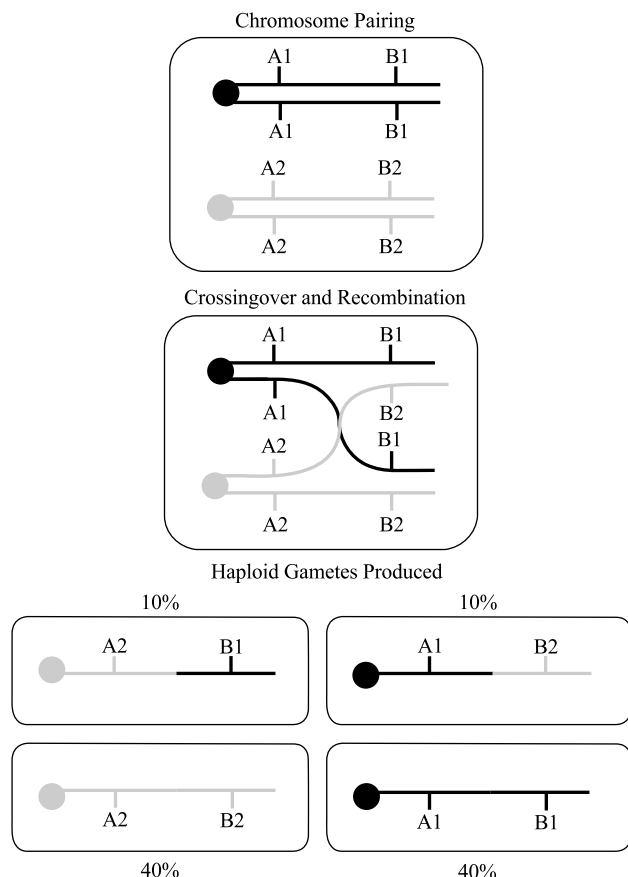 Chromosome Pairing
A1 B1
A1 B1
A2 B2
A2 B2
Crossingover and Recombination
A1 B1
A1 B2
A2 B1
A2 B2
Haploid Gametes Produced
10% 10%
A2 B1 A1 B2
A2 B2 A1 B1
40% 40%